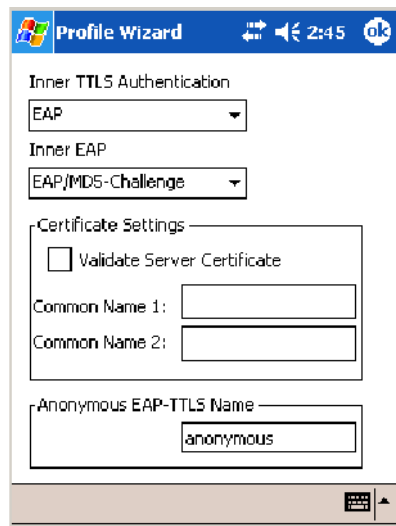 Profile Wizard 2:45 ok
Inner TTLS Authentication
EAP
Inner EAP
EAP/MD5-Challenge
Certificate Settings
Validate Server Certificate
Common Name 1:
Common Name 2:
Anonymous EAP-TTLS Name
anonymous